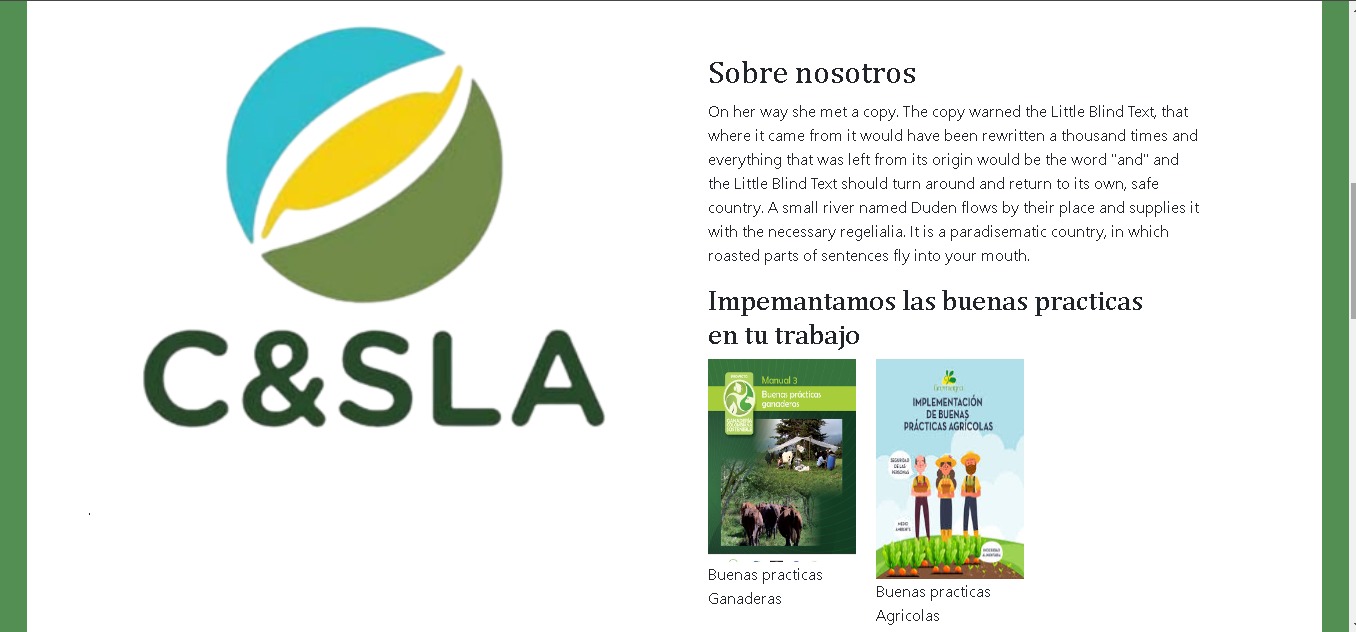 C&SLA
Sobre nosotros
On her way she met a copy. The copy warned the Little Blind Text, that
where it came from it would have been rewritten a thousand times and
everything that was left from its origin would be the word "and" and
the Little Blind Text should turn around and return to its own, safe
country. A small river named Duden flows by their place and supplies it
with the necessary regelialia. It is a paradisematic country, in which
roasted parts of sentences fly into your mouth.
Impemantamos las buenas practicas
en tu trabajo
Manual 3
Buenas prácticas
ganaderas
GANADERÍA
COLOMBIANA
SOSTENIBLE
Buenas practicas
Ganaderas
IMPLEMENTACIÓN
DE BUENAS
PRÁCTICAS AGRÍCOLAS
SEGURIDAD
DE LAS
PERSONAS
MEDIO
AMBIENTE
INOCUIDAD
ALIMENTARIA
Buenas practicas
Agricolas